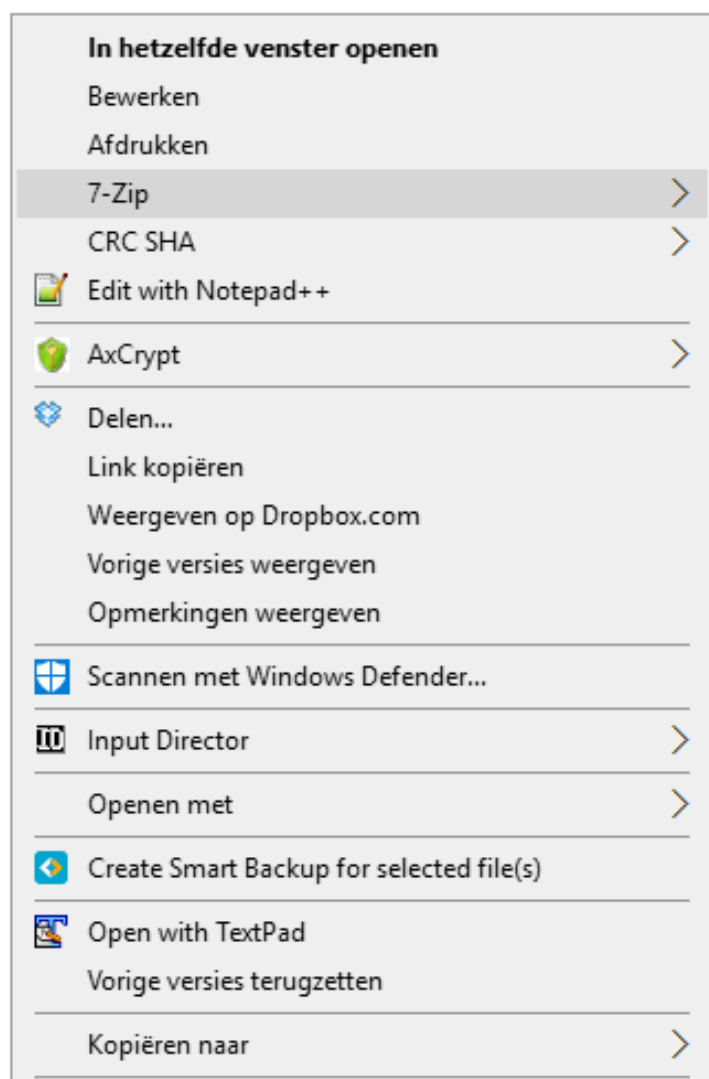 In hetzelfde venster openen
Bewerken
Afdrukken
7-Zip
CRC SHA
Edit with Notepad++
AxCrypt
Delen...
Link kopiëren
Weergeven op Dropbox.com
Vorige versies weergeven
Opmerkingen weergeven
Scannen met Windows Defender...
Input Director
Openen met
Create Smart Backup for selected file(s)
Open with TextPad
Vorige versies terugzetten
Kopiëren naar